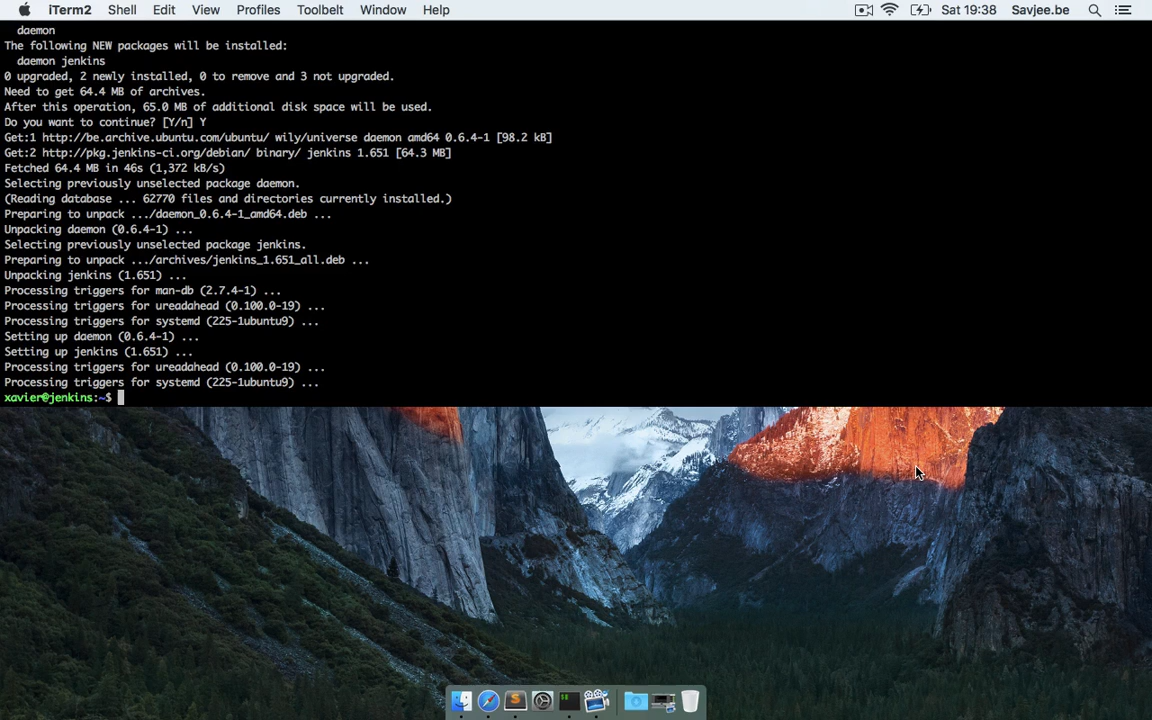 iTerm2 Shell Edit View Profiles Toolbelt Window Help Sat 19:38 Savjee.be
daemon
The following NEW packages will be installed:
daemon jenkins
0 upgraded, 2 newly installed, 0 to remove and 3 not upgraded.
Need to get 64.4 MB of archives.
After this operation, 65.0 MB of additional disk space will be used.
Do you want to continue? [Y/n] Y
Get:1 http://be.archive.ubuntu.com/ubuntu/ wily/universe daemon amd64 0.6.4-1 [98.2 kB]
Get:2 http://pkg.jenkins-ci.org/debian/ binary/ jenkins 1.651 [64.3 MB]
Fetched 64.4 MB in 46s (1,372 kB/s)
Selecting previously unselected package daemon.
(Reading database ... 62770 files and directories currently installed.)
Preparing to unpack .../daemon_0.6.4-1_amd64.deb ...
Unpacking daemon (0.6.4-1) ...
Selecting previously unselected package jenkins.
Preparing to unpack .../archives/jenkins_1.651_all.deb ...
Unpacking jenkins (1.651) ...
Processing triggers for man-db (2.7.4-1) ...
Processing triggers for ureadahead (0.100.0-19) ...
Processing triggers for systemd (225-1ubuntu9) ...
Setting up daemon (0.6.4-1) ...
Setting up jenkins (1.651) ...
Processing triggers for ureadahead (0.100.0-19) ...
Processing triggers for systemd (225-1ubuntu9) ...
xavier@jenkins:~$